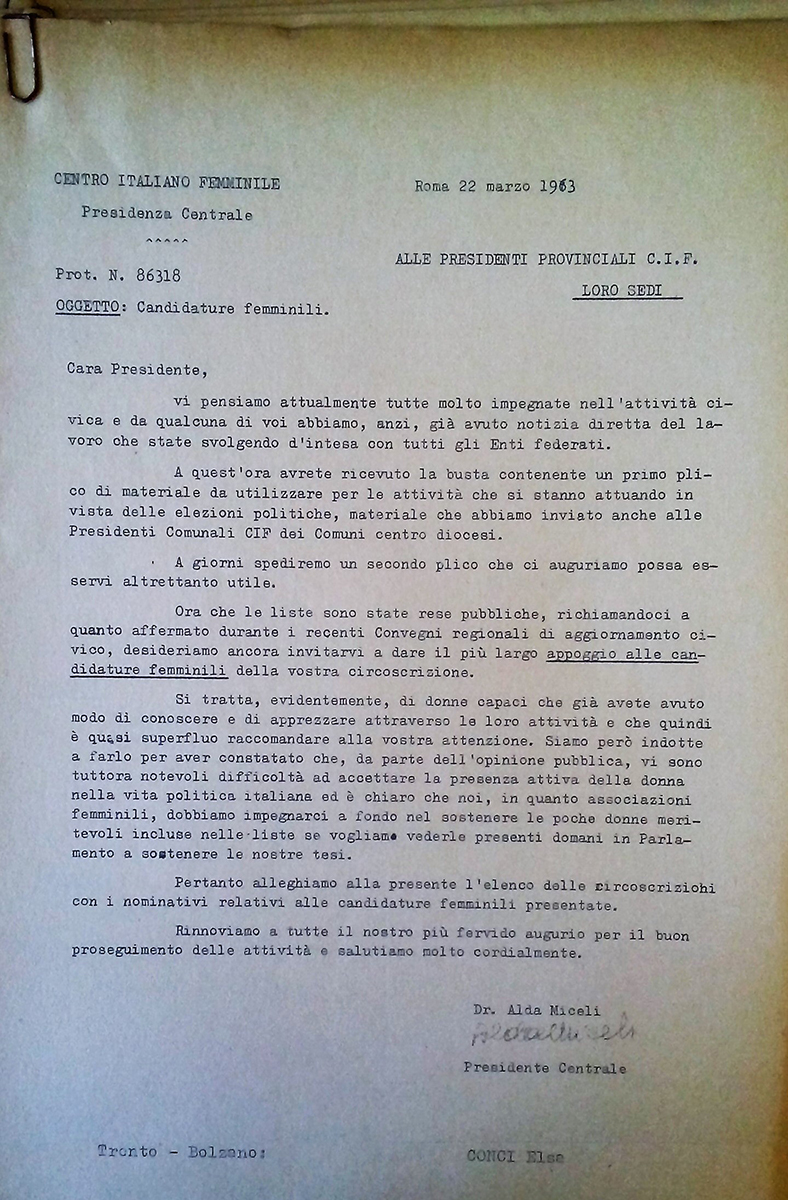 CENTRO ITALIANO FEMMINILE
Roma 22 marzo 1963
Presidenza Centrale
^^^^^
ALLE PRESIDENTI PROVINCIALI C.I.F.
Prot. N. 86318
LORO SEDI
OGGETTO: Candidature femminili.
Cara Presidente,
vi pensiamo attualmente tutte molto impegnate nell'attività ci-
vica e da qualcuna di voi abbiamo, anzi, già avuto notizia diretta del la-
voro che state svolgendo d'intesa con tutti gli Enti federati.
A quest'ora avrete ricevuto la busta contenente un primo pli-
co di materiale da utilizzare per le attività che si stanno attuando in
vista delle elezioni politiche, materiale che abbiamo inviato anche alle
Presidenti Comunali CIF dei Comuni centro diocesi.
A giorni spediremo un secondo plico che ci auguriamo possa es-
servi altrettanto utile.
Ora che le liste sono state rese pubbliche, richiamandoci a
quanto affermato durante i recenti Convegni regionali di aggiornamento ci-
vico, desideriamo ancora invitarvi a dare il più largo appoggio alle can-
didature femminili della vostra circoscrizione.
Si tratta, evidentemente, di donne capaci che già avete avuto
modo di conoscere e di apprezzare attraverso le loro attività e che quindi
è quasi superfluo raccomandare alla vostra attenzione. Siamo però indotte
a farlo per aver constatato che, da parte dell'opinione pubblica, vi sono
tuttora notevoli difficoltà ad accettare la presenza attiva della donna
nella vita politica italiana ed è chiaro che noi, in quanto associazioni
femminili, dobbiamo impegnarci a fondo nel sostenere le poche donne meri-
tevoli incluse nelle liste se vogliamo vederle presenti domani in Parla-
mento a sostenere le nostre tesi.
Pertanto alleghiamo alla presente l'elenco delle circoscriziohi
con i nominativi relativi alle candidature femminili presentate.
Rinnoviamo a tutte il nostro più fervido augurio per il buon
proseguimento delle attività e salutiamo molto cordialmente.
Dr. Alda Miceli
Alda Miceli
Presidente Centrale
Trento - Bolzano:
CONCI Elsa